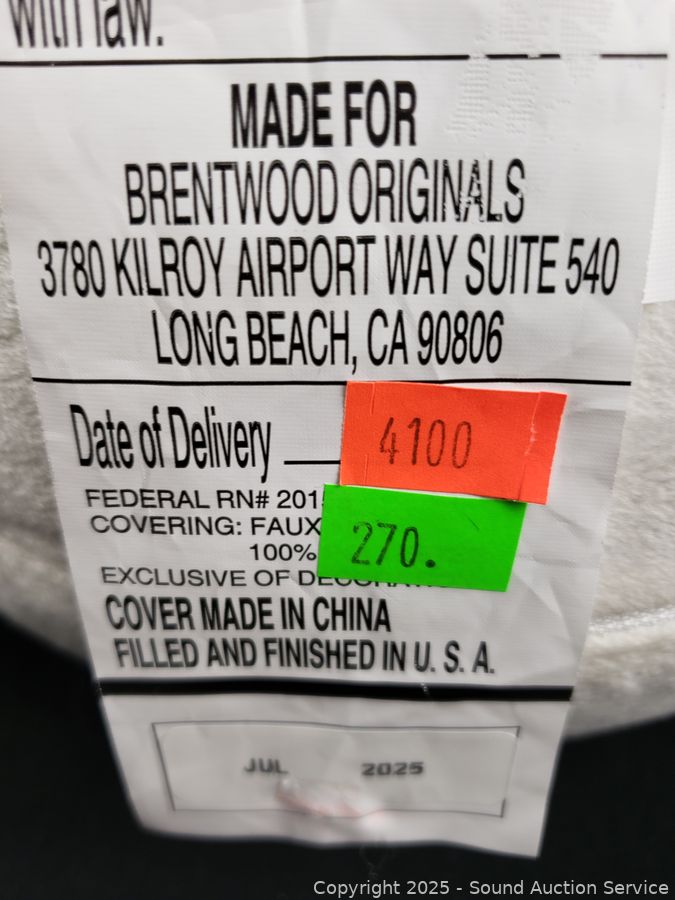 with law.
MADE FOR
BRENTWOOD ORIGINALS
3780 KILROY AIRPORT WAY SUITE 540
LONG BEACH, CA 90806
Date of Delivery
4100
FEDERAL RN# 201
COVERING: FAUX
270.
100%
EXCLUSIVE OF
COVER MADE IN CHINA
FILLED AND FINISHED IN U. S. A.
JUL 2025
Copyright © 2025 - Sound Auction Service